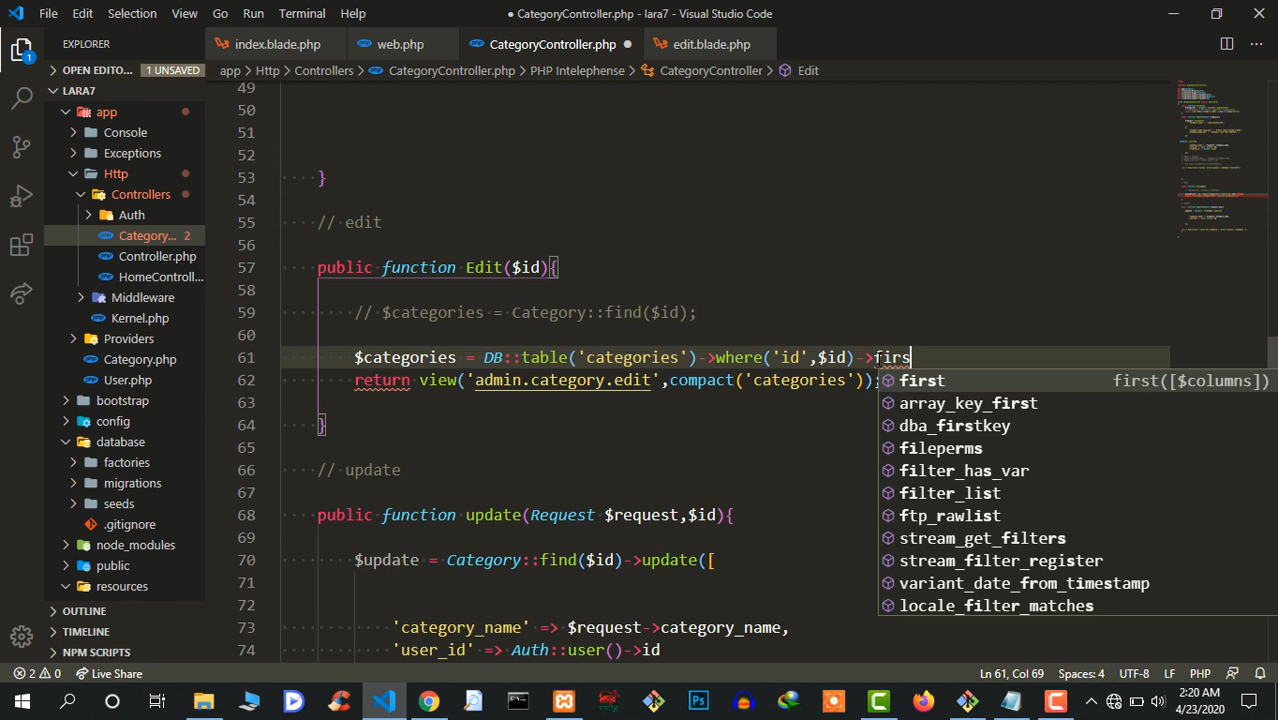 File Edit Selection View Go Run Terminal Help
● CategoryController.php - lara7 - Visual Studio Code
EXPLORER
index.blade.php
web.php
CategoryController.php ●
edit.blade.php
OPEN EDITO... 1 UNSAVED
app > Http > Controllers > CategoryController.php > PHP Intelephense > CategoryController > Edit
LARA7
app
Console
Exceptions
Http
Controllers
Auth
Category... 2
Controller.php
HomeControll...
Middleware
Kernel.php
Providers
Category.php
User.php
bootstrap
config
database
factories
migrations
seeds
.gitignore
node_modules
public
resources
OUTLINE
TIMELINE
NPM SCRIPTS
49
50
51
52
53 }
54
55 // edit
56
57 public function Edit($id){
58
59 // $categories = Category::find($id);
60
61 $categories = DB::table('categories')->where('id',$id)->firs
62 return view('admin.category.edit',compact('categories'));
63
64 }
65
66 // update
67
68 public function update(Request $request,$id){
69
70 $update = Category::find($id)->update([
71
72
73 'category_name' => $request->category_name,
74 'user_id' => Auth::user()->id
first first([$columns])
array_key_first
dba_firstkey
fileperms
filter_has_var
filter_list
ftp_rawlist
stream_get_filters
stream_filter_register
variant_date_from_timestamp
locale_filter_matches
2 0 Live Share
Ln 61, Col 69 Spaces: 4 UTF-8 LF PHP
2:20 AM
4/23/2020